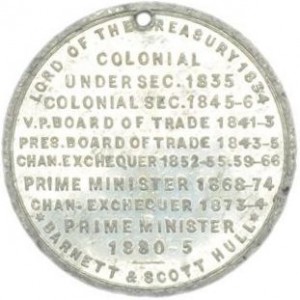 LORD OF THE TREASURY 1834
COLONIAL
UNDER SEC. 1835
COLONIAL SEC. 1845-6
V.P. BOARD OF TRADE 1841-3
PRES. BOARD OF TRADE 1843-5
CHAN. EXCHEQUER 1852-55.59-66
PRIME MINISTER 1868-74
CHAN. EXCHEQUER 1873-4
PRIME MINISTER
1880-5
* BARNETT & SCOTT HULL *